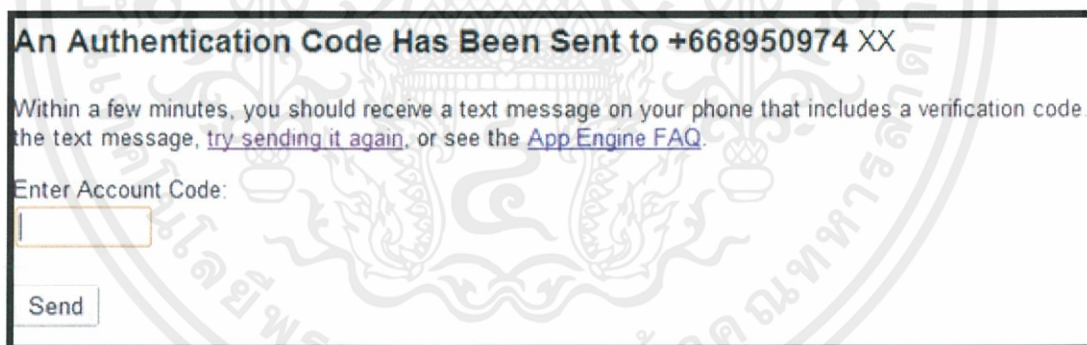 An Authentication Code Has Been Sent to +668950974 XX
Within a few minutes, you should receive a text message on your phone that includes a verification code.
the text message, try sending it again, or see the App Engine FAQ.
Enter Account Code:
Send